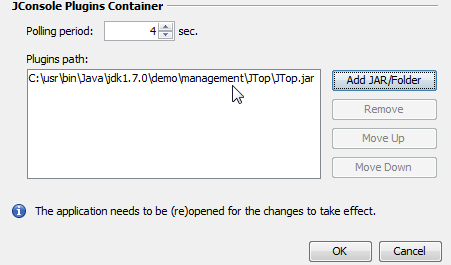 JConsole Plugins Container
Polling period: 4 sec.
Plugins path:
C:\usr\bin\Java\jdk1.7.0\demo\management\JTop\JTop.jar
Add JAR/Folder
Remove
Move Up
Move Down
The application needs to be (re)opened for the changes to take effect.
OK Cancel